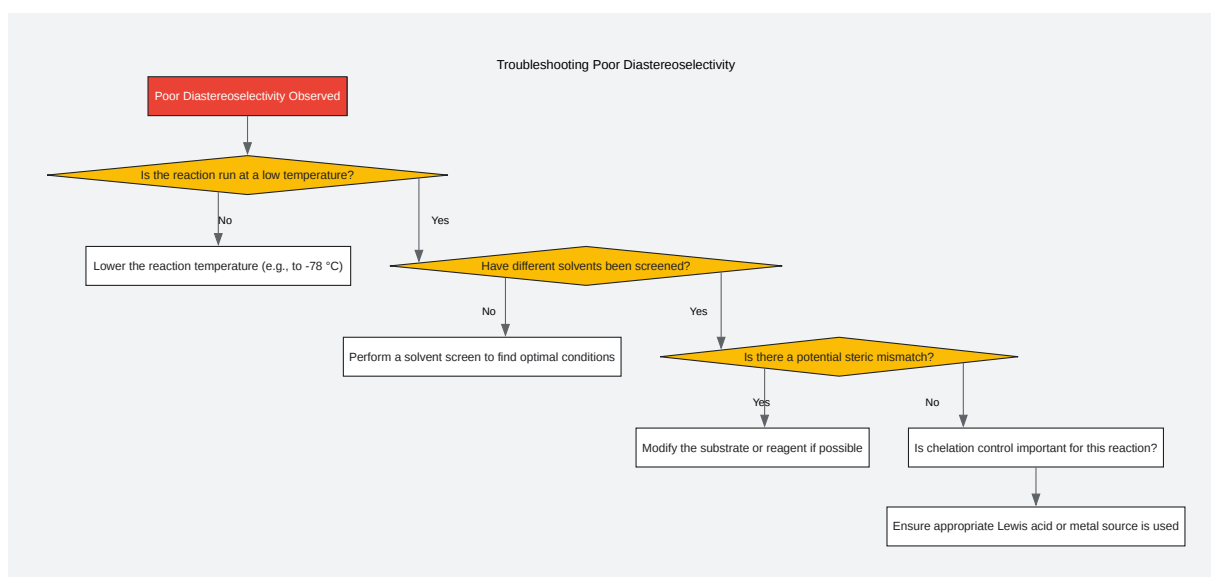 Troubleshooting Poor Diastereoselectivity
Poor Diastereoselectivity Observed
Is the reaction run at a low temperature?
No
Yes
Lower the reaction temperature (e.g., to -78 °C)
Have different solvents been screened?
No
Yes
Perform a solvent screen to find optimal conditions
Is there a potential steric mismatch?
Yes
No
Modify the substrate or reagent if possible
Is chelation control important for this reaction?
Ensure appropriate Lewis acid or metal source is used